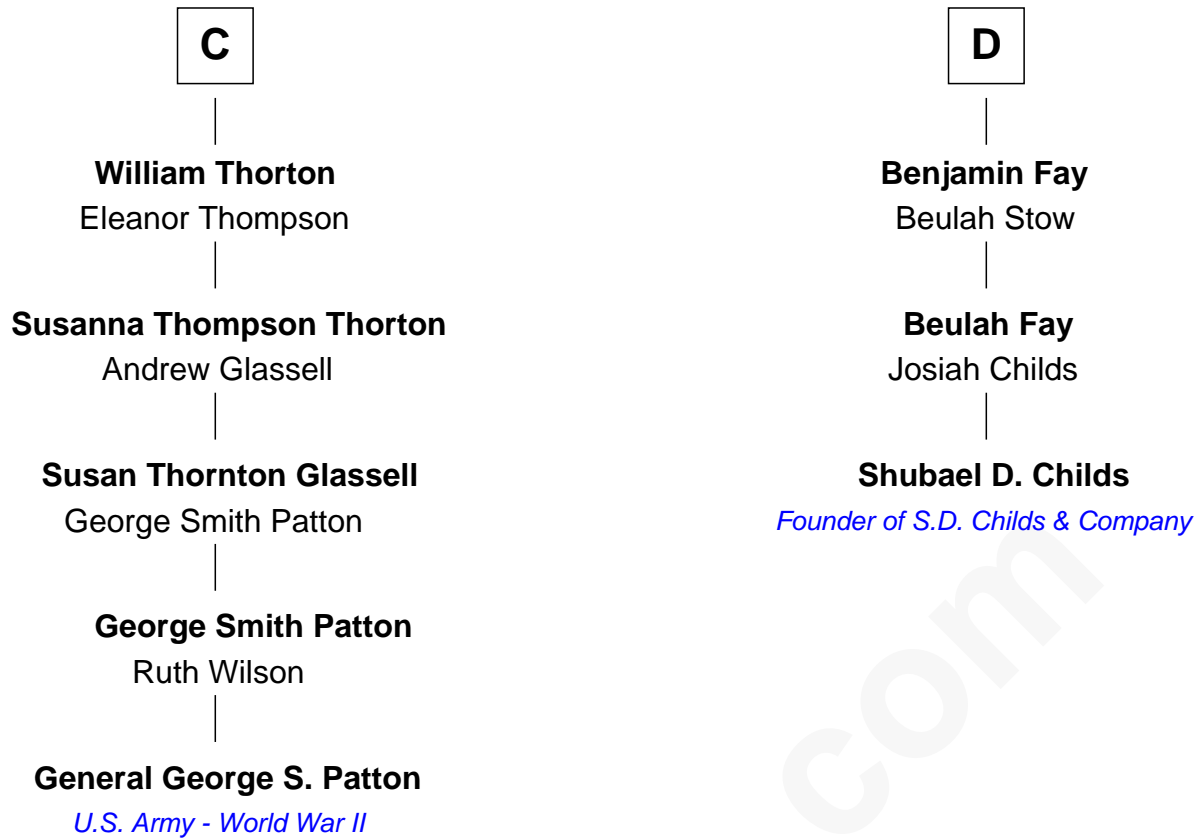 C
William Thorton
Eleanor Thompson
Susanna Thompson Thorton
Andrew Glassell
Susan Thornton Glassell
George Smith Patton
George Smith Patton
Ruth Wilson
General George S. Patton
U.S. Army - World War II
D
Benjamin Fay
Beulah Stow
Beulah Fay
Josiah Childs
Shubael D. Childs
Founder of S.D. Childs & Company
com